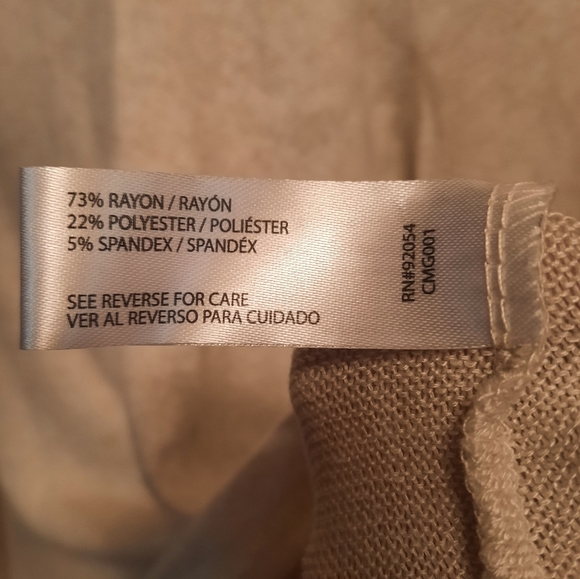 73% RAYON / RAYÓN
22% POLYESTER / POLIÉSTER
5% SPANDEX / SPANDÉX
SEE REVERSE FOR CARE
VER AL REVERSO PARA CUIDADO
RN#92054
CMG001